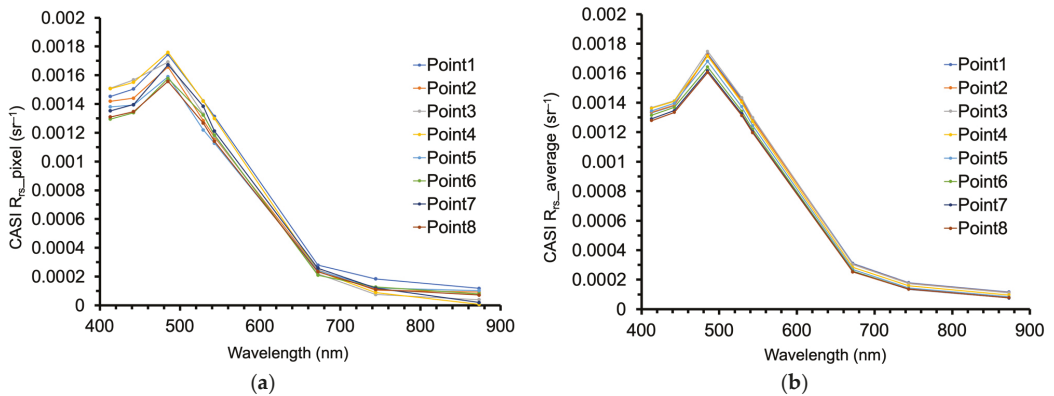 0.002
0.0018
0.0016
0.0014
0.0012
0.001
0.0008
0.0006
0.0004
0.0002
0
CASI Rrs_pixel (sr⁻¹)
400 500 600 700 800 900
Wavelength (nm)
Point1
Point2
Point3
Point4
Point5
Point6
Point7
Point8
(a)
0.002
0.0018
0.0016
0.0014
0.0012
0.001
0.0008
0.0006
0.0004
0.0002
0
CASI Rrs_average (sr⁻¹)
400 500 600 700 800 900
Wavelength (nm)
Point1
Point2
Point3
Point4
Point5
Point6
Point7
Point8
(b)